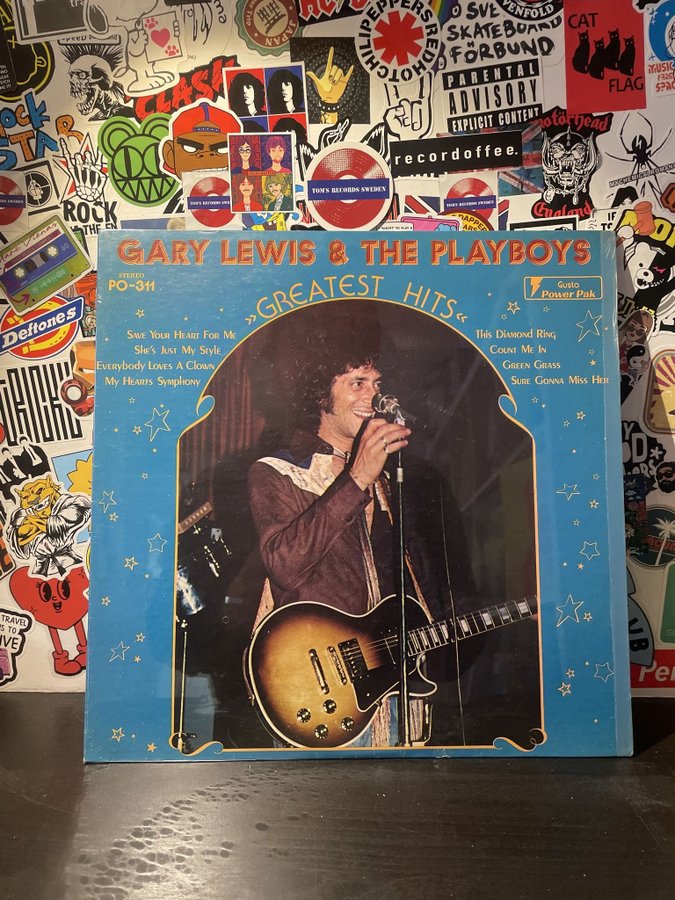 PEPPERS RED HOT CHILI
SVE
SKATEBOARD
FÖRBUND
PENFOLD
CAT
FLAG
PARENTAL
ADVISORY
EXPLICIT CONTENT
CLASH
ROCK
STAR
recordoffee.
Motörhead
England
TOM'S RECORDS SWEDEN
TOM'S RECORDS SWEDEN
TOM'S RECORDS SWEDEN
ROCK
Deftones
GARY LEWIS & THE PLAYBOYS
STEREO
PO-311
Gusto
Power Pak
»GREATEST HITS«
SAVE YOUR HEART FOR ME
SHE'S JUST MY STYLE
EVERYBODY LOVES A CLOWN
MY HEARTS SYMPHONY
THIS DIAMOND RING
COUNT ME IN
GREEN GRASS
SURE GONNA MISS HER
TRAVEL